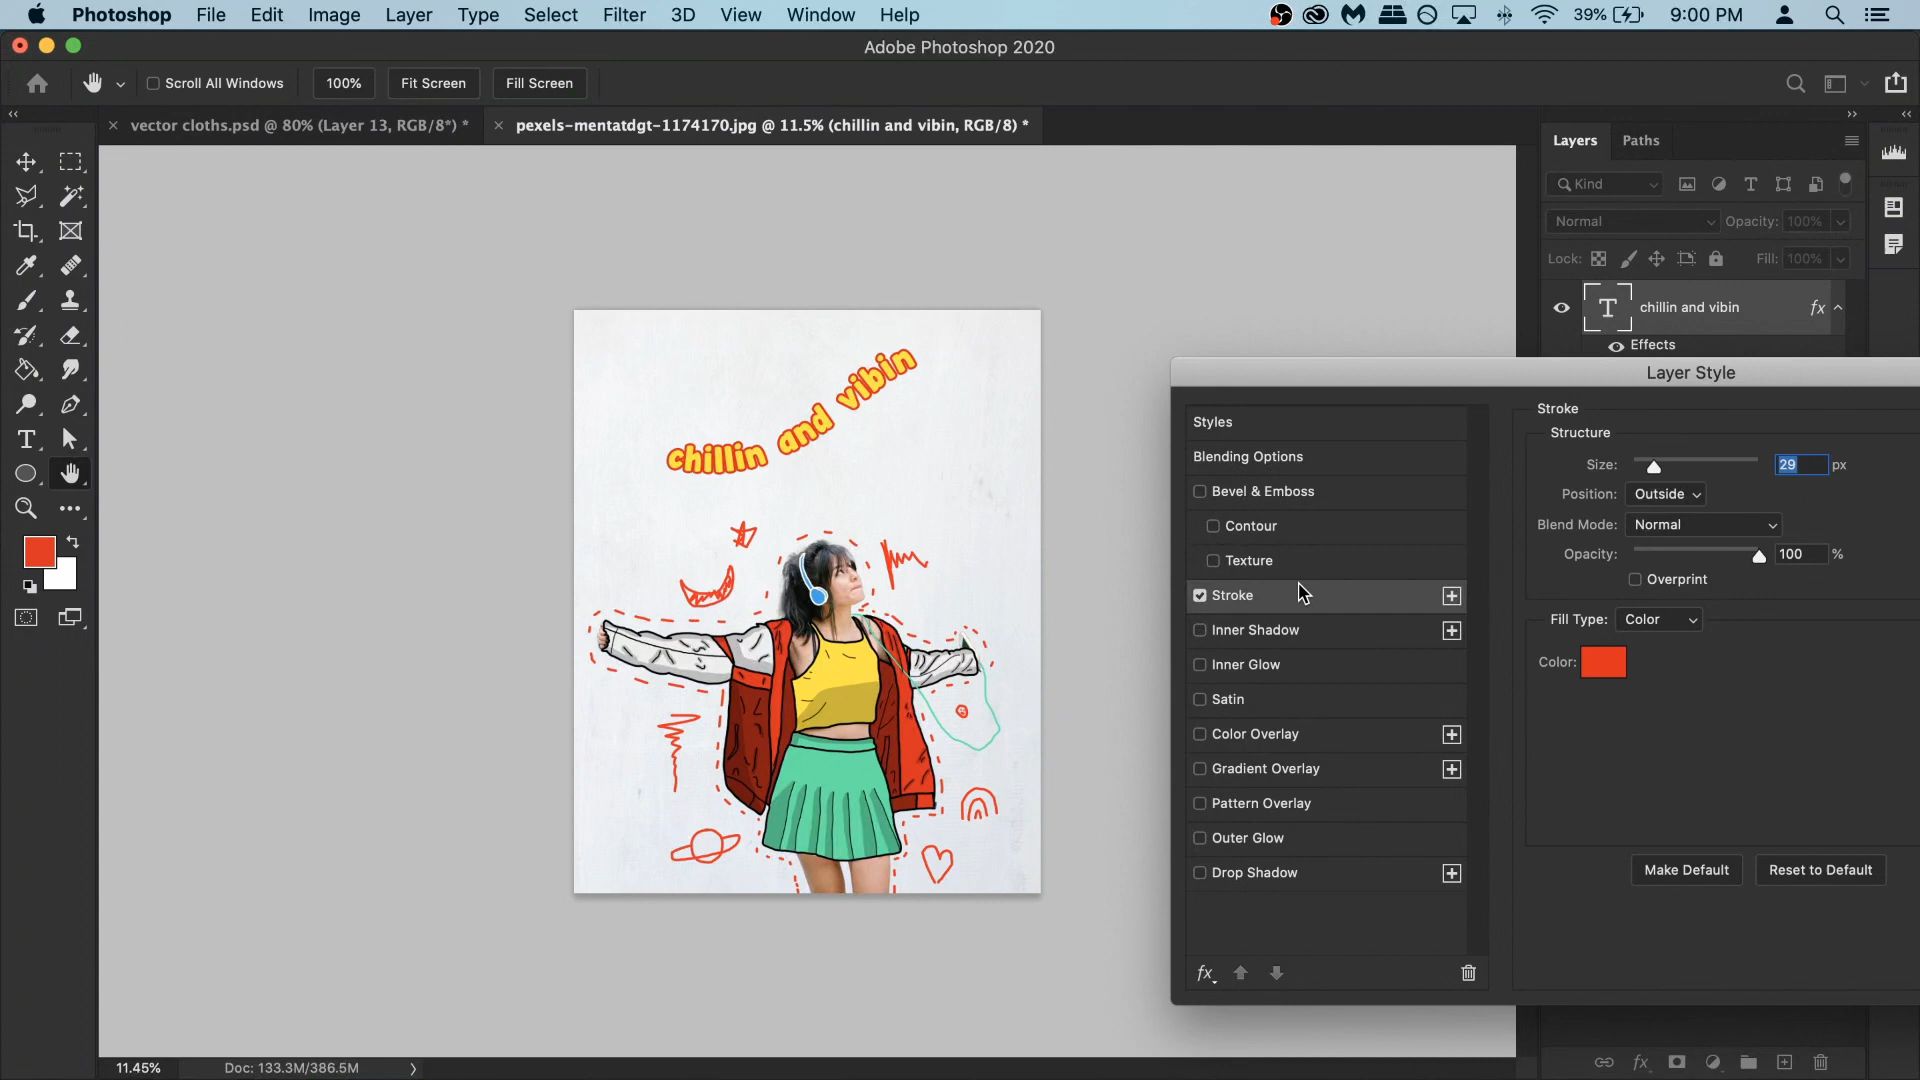 Photoshop File Edit Image Layer Type Select Filter 3D View Window Help 39% 9:00 PM
Adobe Photoshop 2020
Scroll All Windows 100% Fit Screen Fill Screen
vector cloths.psd @ 80% (Layer 13, RGB/8*) * pexels-mentatdgt-1174170.jpg @ 11.5% (chillin and vibin, RGB/8) *
Layers Paths
Kind
Normal Opacity: 100%
Lock: Fill: 100%
T chillin and vibin fx
Effects
chillin and vibin
Layer Style
Styles
Blending Options
Bevel & Emboss
Contour
Texture
Stroke
Inner Shadow
Inner Glow
Satin
Color Overlay
Gradient Overlay
Pattern Overlay
Outer Glow
Drop Shadow
fx
Stroke
Structure
Size: 29 px
Position: Outside
Blend Mode: Normal
Opacity: 100 %
Overprint
Fill Type: Color
Color:
Make Default Reset to Default
11.45% Doc: 133.3M/386.5M
fx